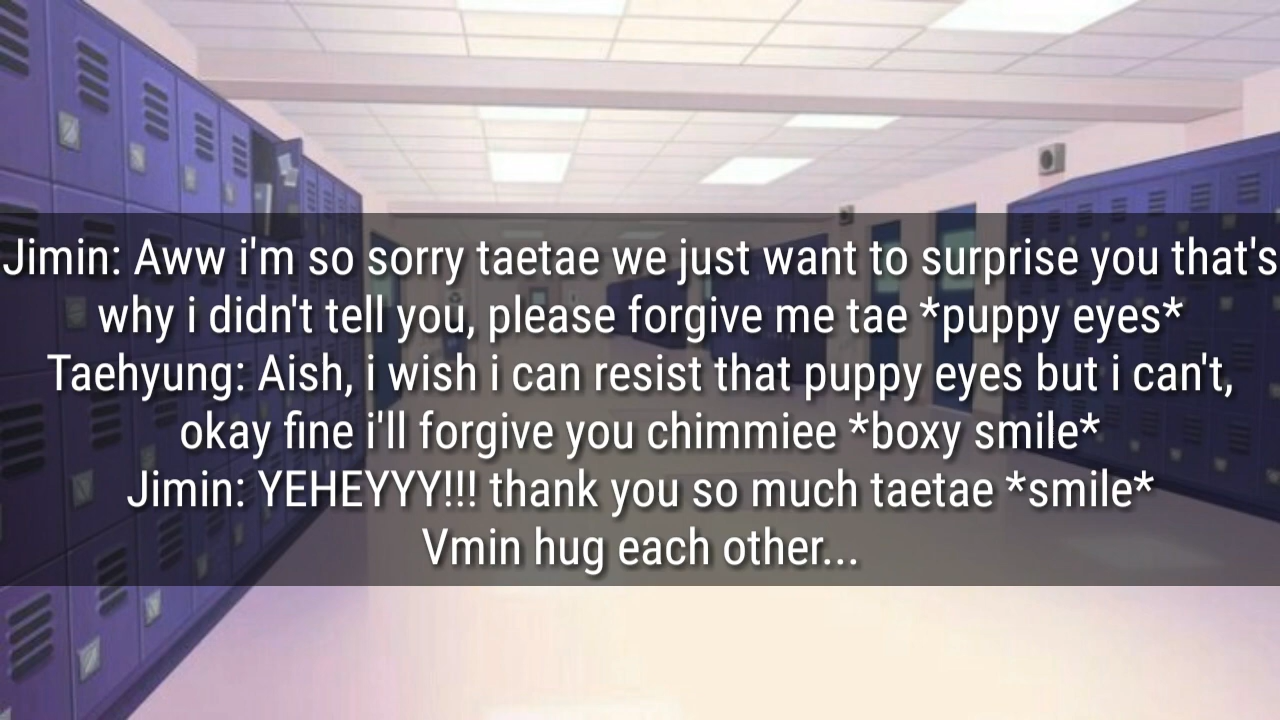 Jimin: Aww i'm so sorry taetae we just want to surprise you that's
why i didn't tell you, please forgive me tae *puppy eyes*
Taehyung: Aish, i wish i can resist that puppy eyes but i can't,
okay fine i'll forgive you chimmiee *boxy smile*
Jimin: YEHEYYY!!! thank you so much taetae *smile*
Vmin hug each other...